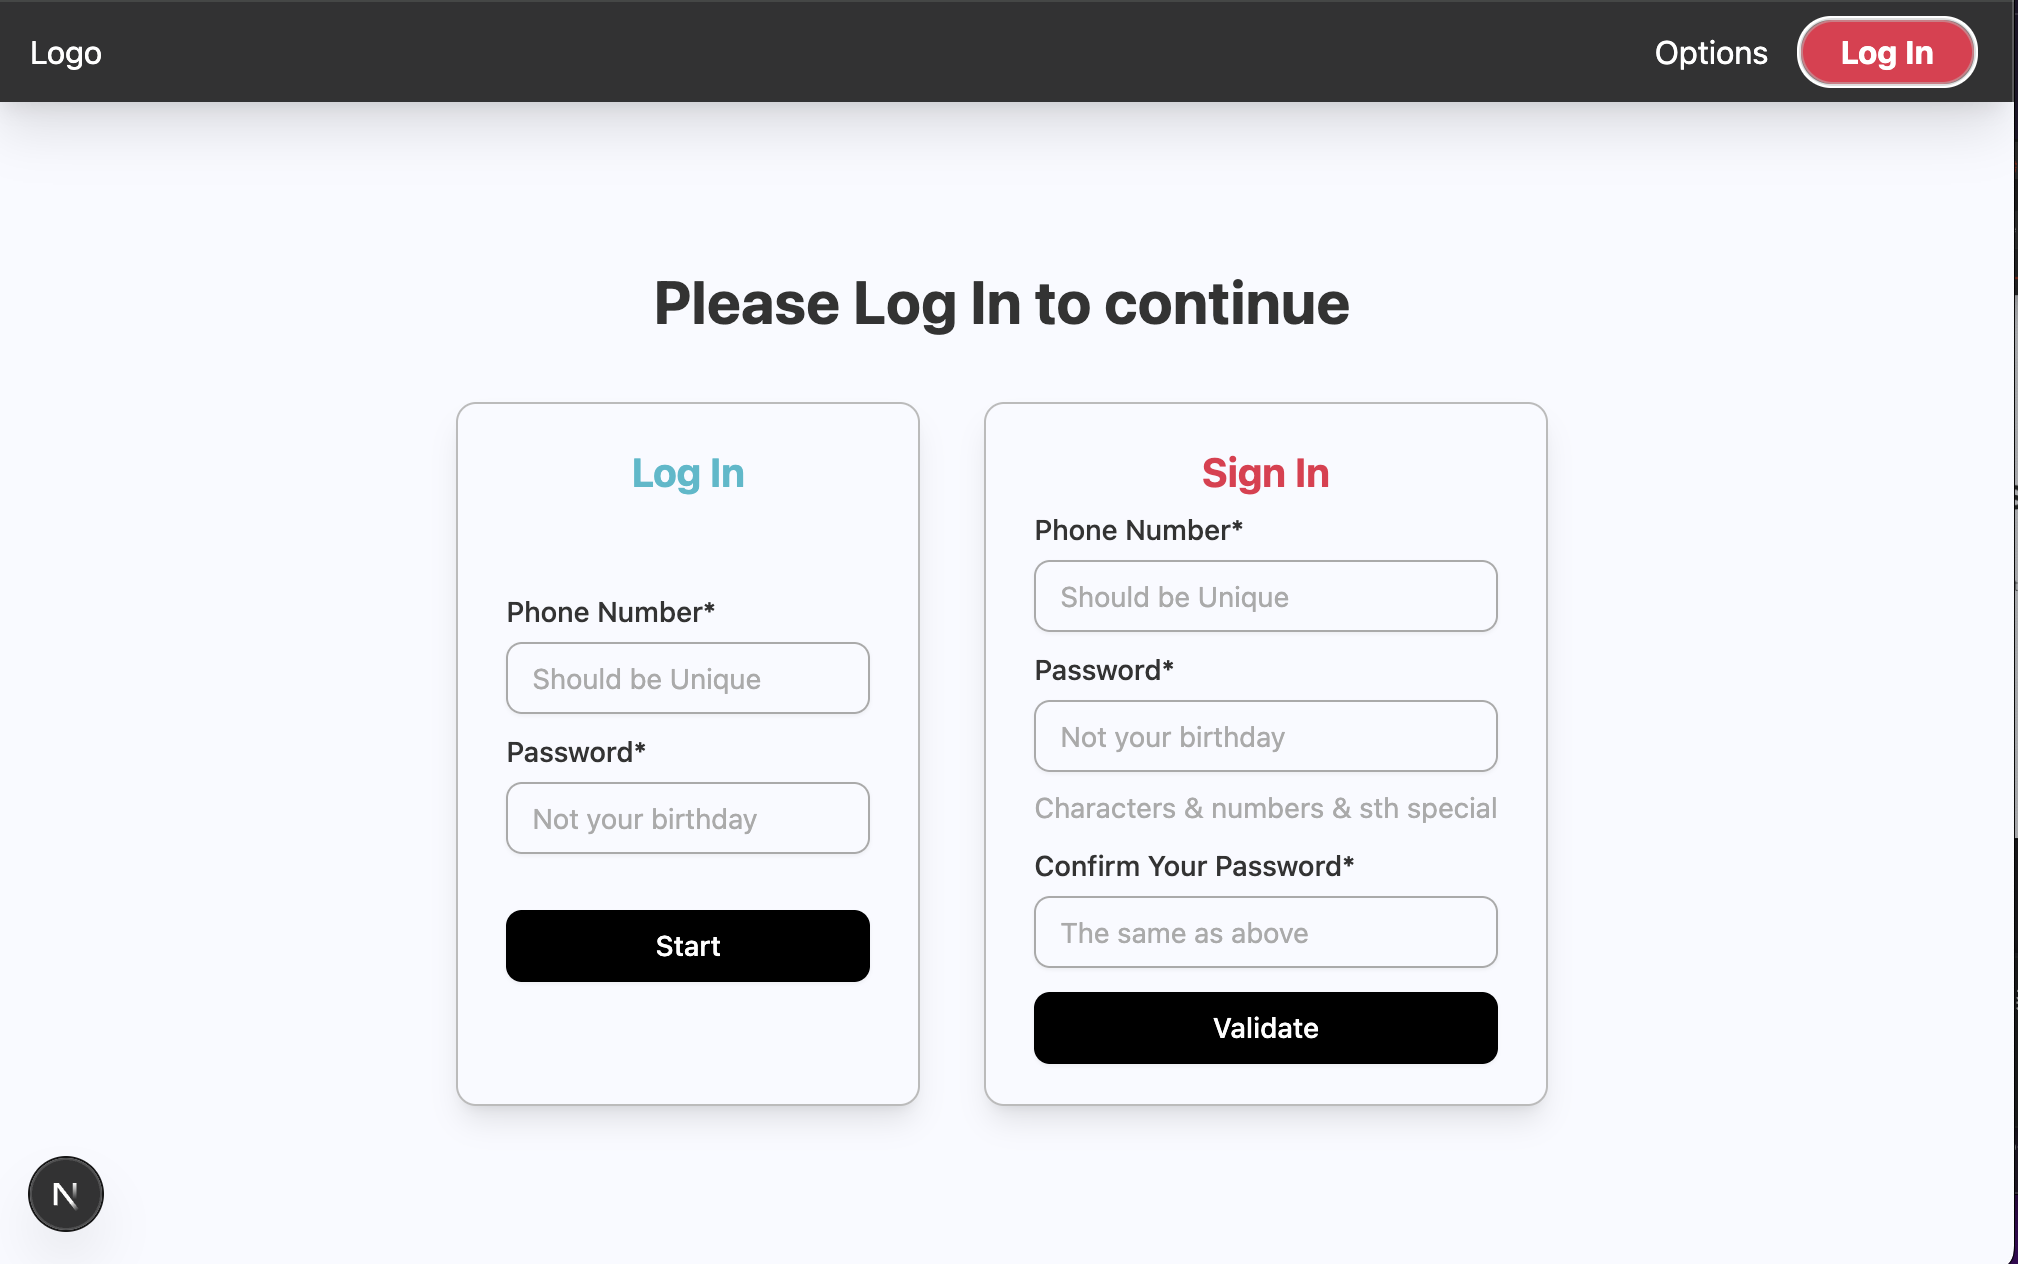 Logo
Options
Log In
Please Log In to continue
Log In
Phone Number*
Should be Unique
Password*
Not your birthday
Start
Sign In
Phone Number*
Should be Unique
Password*
Not your birthday
Characters & numbers & sth special
Confirm Your Password*
The same as above
Validate
N